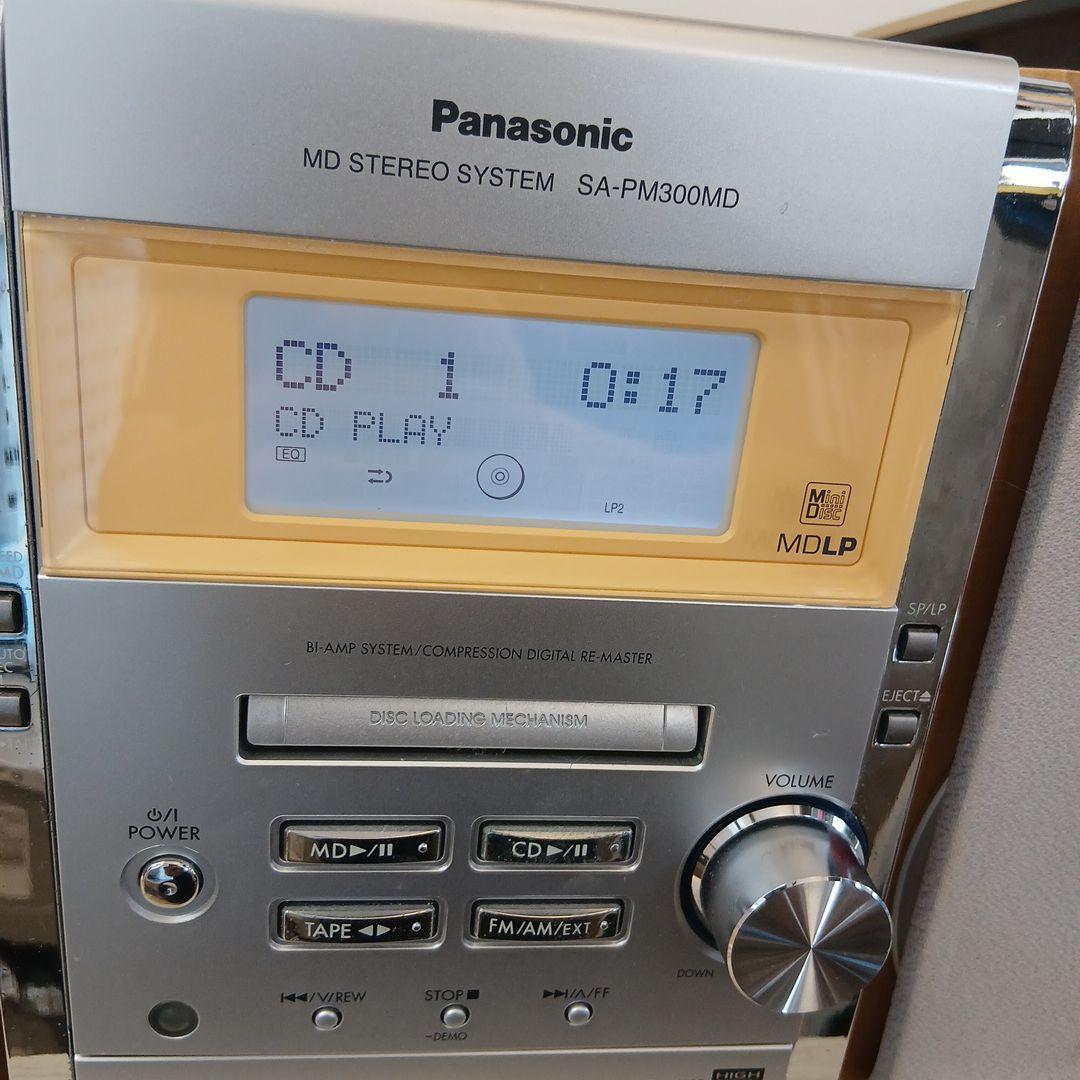 Panasonic
MD STEREO SYSTEM SA-PM300MD
CD 1 0:17
CD PLAY
EQ
LP2
Mini Disc
MDLP
SP/LP
BI-AMP SYSTEM/COMPRESSION DIGITAL RE-MASTER
EJECT⏏
DISC LOADING MECHANISM
VOLUME
⏻/I
POWER
MD▶/⏸
CD▶/⏸
TAPE ◀▶
FM/AM/EXT
DOWN
⏮/∨/REW
STOP■
⏭/∧/FF
–DEMO
HIGH